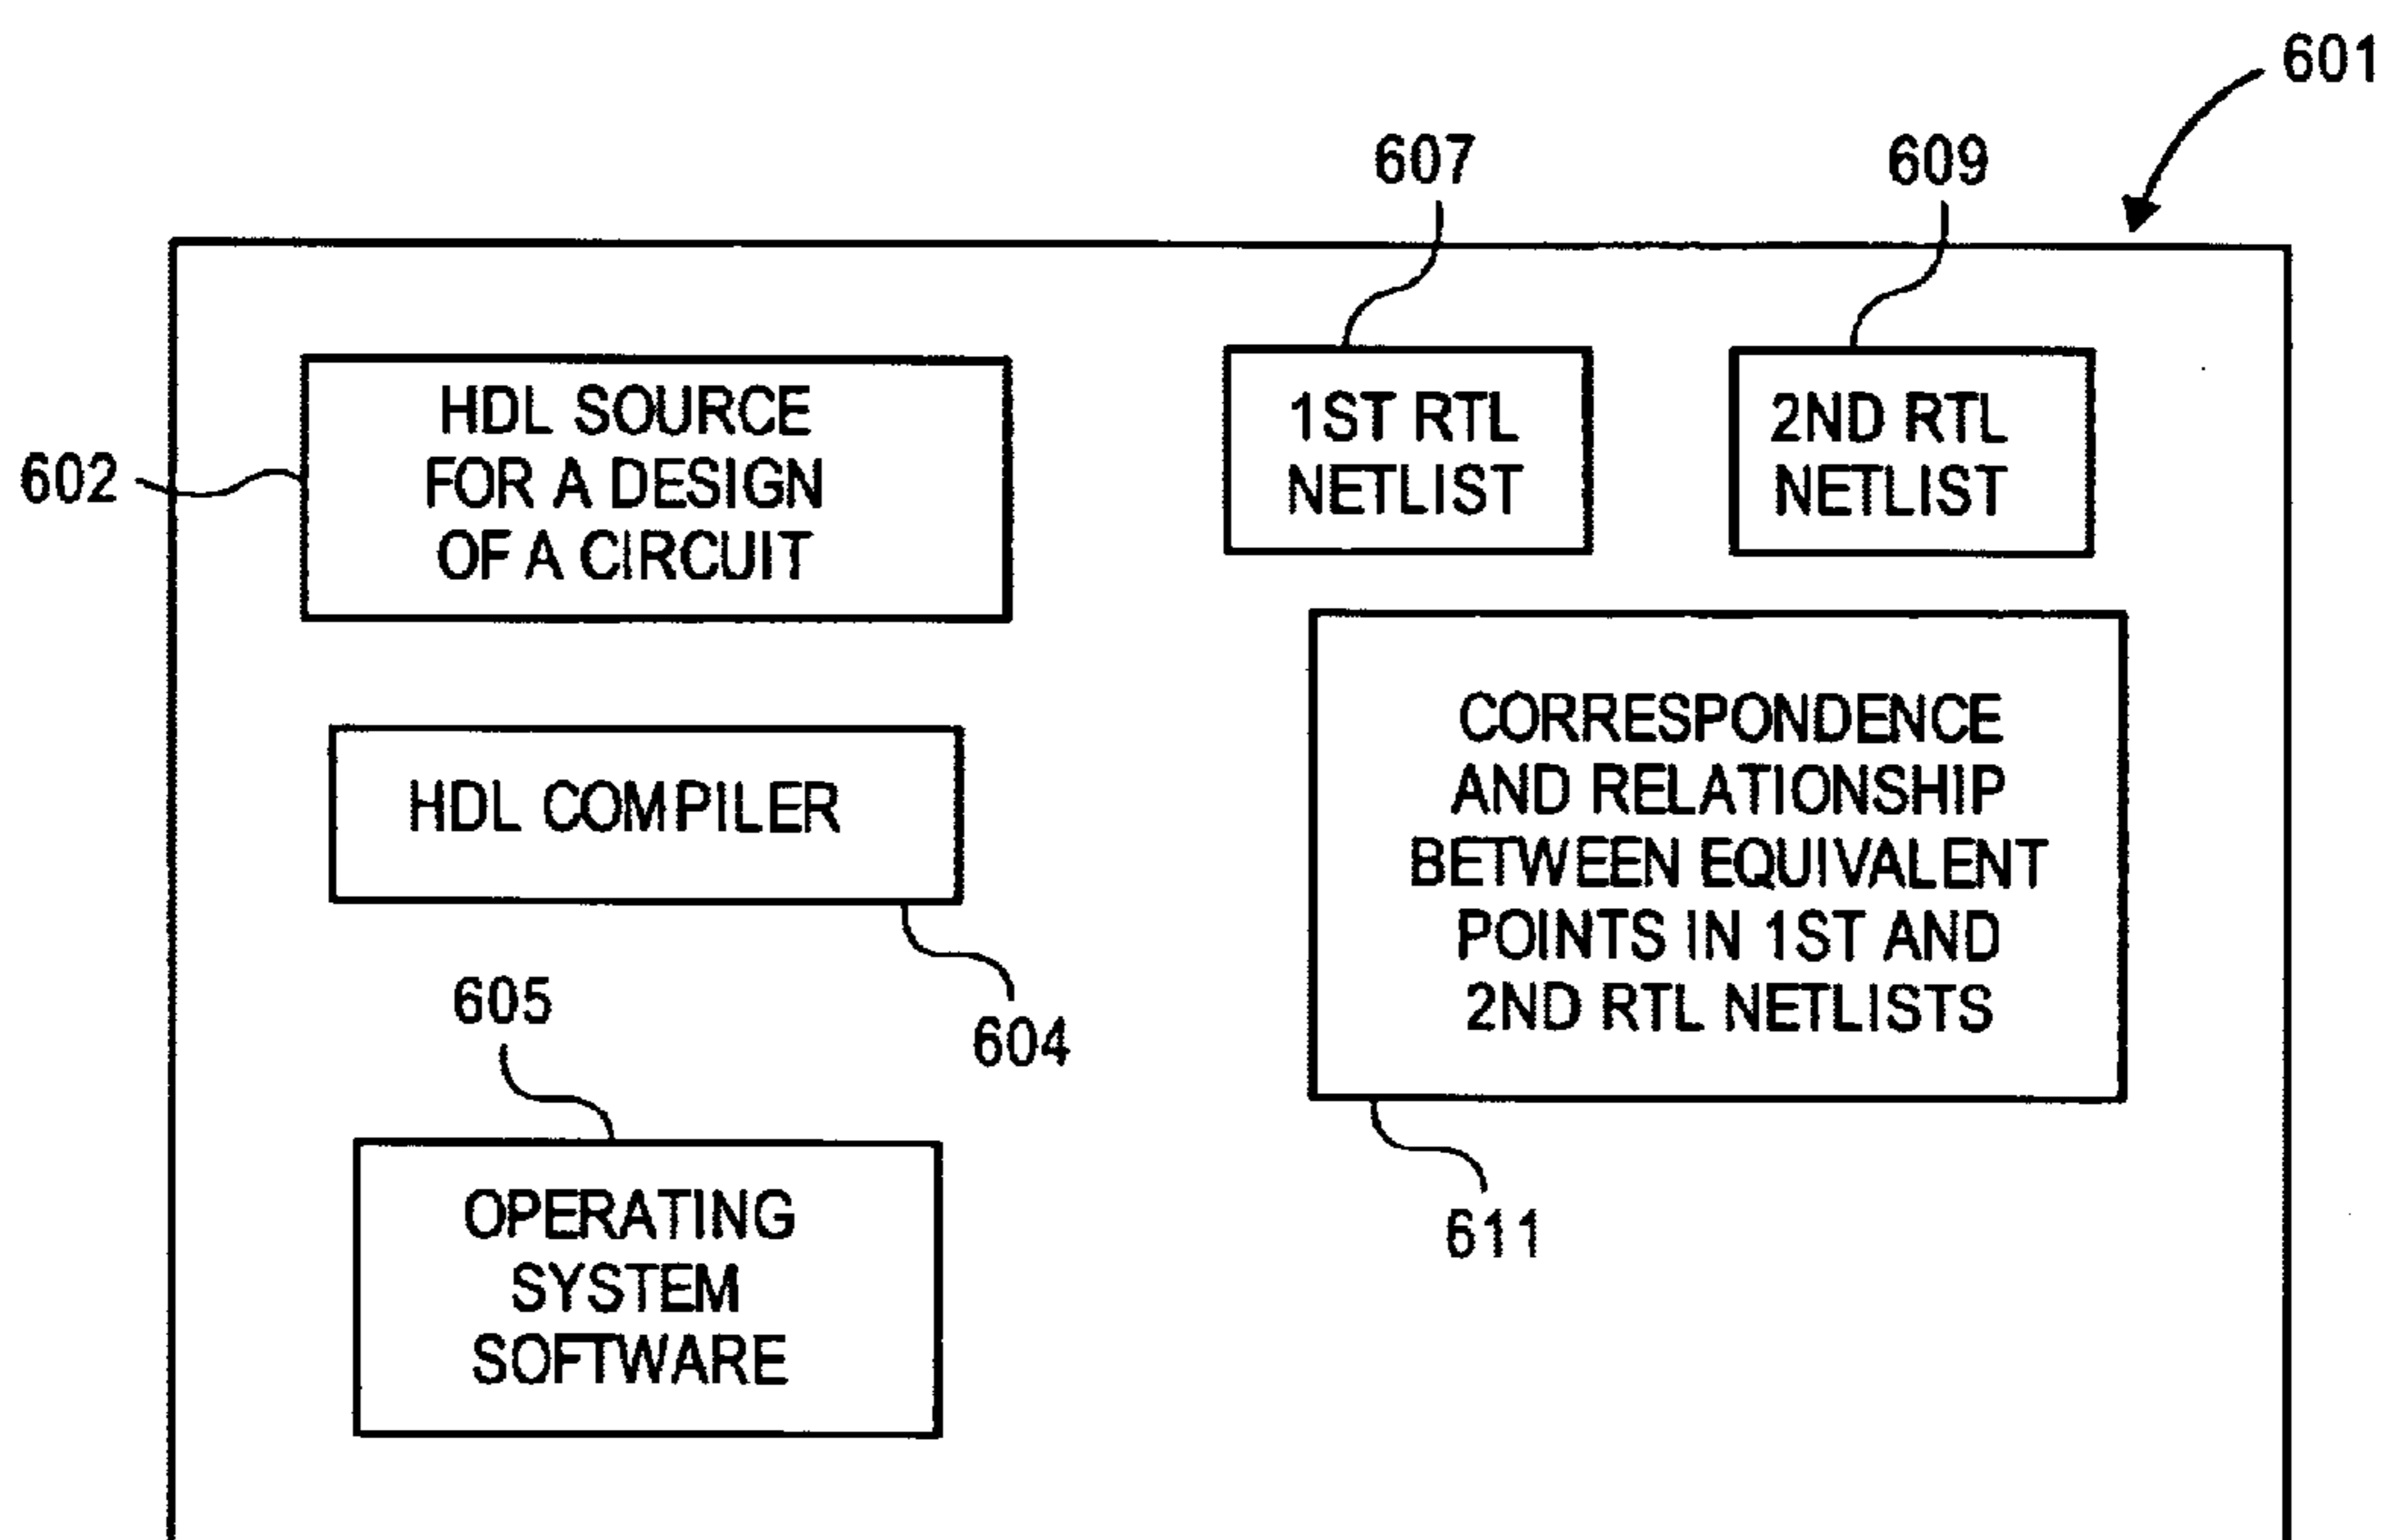 601
607
609
602
HDL SOURCE
FOR A DESIGN
OF A CIRCUIT
1ST RTL
NETLIST
2ND RTL
NETLIST
HDL COMPILER
604
CORRESPONDENCE
AND RELATIONSHIP
BETWEEN EQUIVALENT
POINTS IN 1ST AND
2ND RTL NETLISTS
611
605
OPERATING
SYSTEM
SOFTWARE